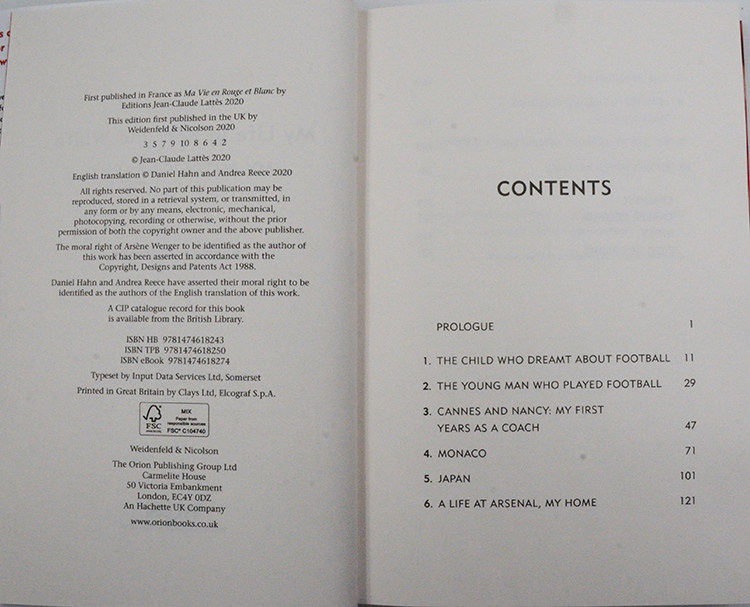 First published in France as Ma Vie en Rouge et Blanc by
Editions Jean-Claude Lattès 2020
This edition first published in the UK by
Weidenfeld & Nicolson 2020
3 5 7 9 10 8 6 4 2
© Jean-Claude Lattès 2020
English translation © Daniel Hahn and Andrea Reece 2020
All rights reserved. No part of this publication may be
reproduced, stored in a retrieval system, or transmitted, in
any form or by any means, electronic, mechanical,
photocopying, recording or otherwise, without the prior
permission of both the copyright owner and the above publisher.
The moral right of Arsène Wenger to be identified as the author of
this work has been asserted in accordance with the
Copyright, Designs and Patents Act 1988.
Daniel Hahn and Andrea Reece have asserted their moral right to be
identified as the authors of the English translation of this work.
A CIP catalogue record for this book
is available from the British Library.
ISBN HB 9781474618243
ISBN TPB 9781474618250
ISBN eBook 9781474618274
Typeset by Input Data Services Ltd, Somerset
Printed in Great Britain by Clays Ltd, Elcograf S.p.A.
FSC
www.fsc.org
MIX
Paper from
responsible sources
FSC® C104740
Weidenfeld & Nicolson
The Orion Publishing Group Ltd
Carmelite House
50 Victoria Embankment
London, EC4Y 0DZ
An Hachette UK Company
www.orionbooks.co.uk
CONTENTS
PROLOGUE 1
1. THE CHILD WHO DREAMT ABOUT FOOTBALL 11
2. THE YOUNG MAN WHO PLAYED FOOTBALL 29
3. CANNES AND NANCY: MY FIRST
YEARS AS A COACH 47
4. MONACO 71
5. JAPAN 101
6. A LIFE AT ARSENAL, MY HOME 121